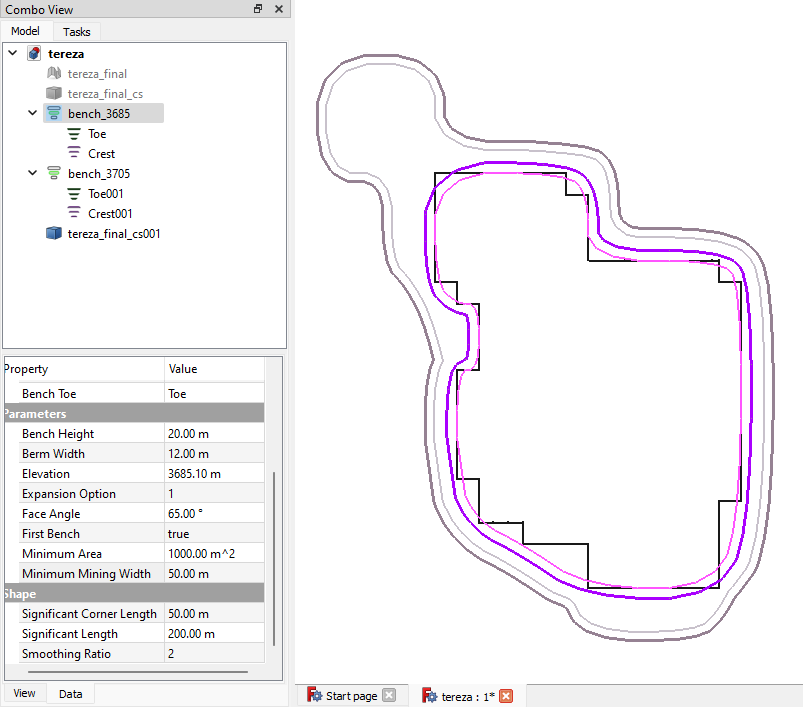 Combo View
Model Tasks
tereza
tereza_final
tereza_final_cs
bench_3685
Toe
Crest
bench_3705
Toe001
Crest001
tereza_final_cs001
Property Value
Bench Toe Toe
Parameters
Bench Height 20.00 m
Berm Width 12.00 m
Elevation 3685.10 m
Expansion Option 1
Face Angle 65.00 °
First Bench true
Minimum Area 1000.00 m^2
Minimum Mining Width 50.00 m
Shape
Significant Corner Length 50.00 m
Significant Length 200.00 m
Smoothing Ratio 2
View Data
Start page tereza : 1*